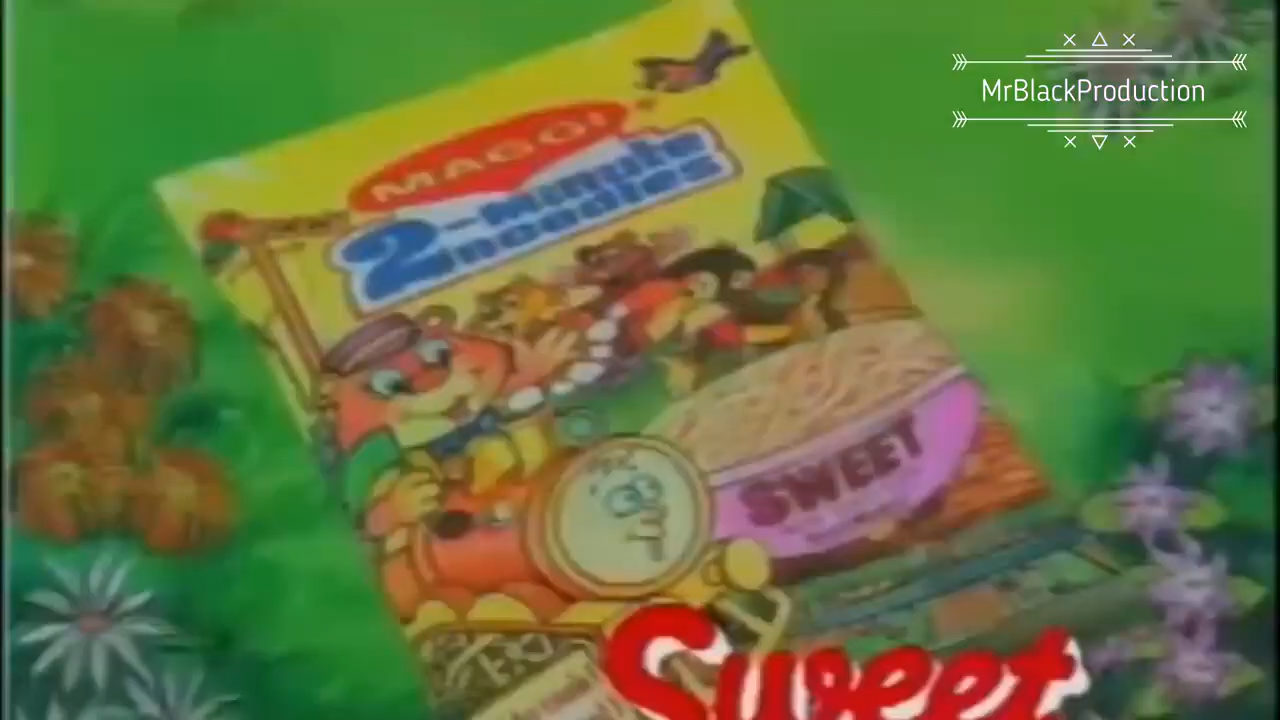 MrBlackProduction
MAGGI
2-Minute
noodles
SWEET
Sweet